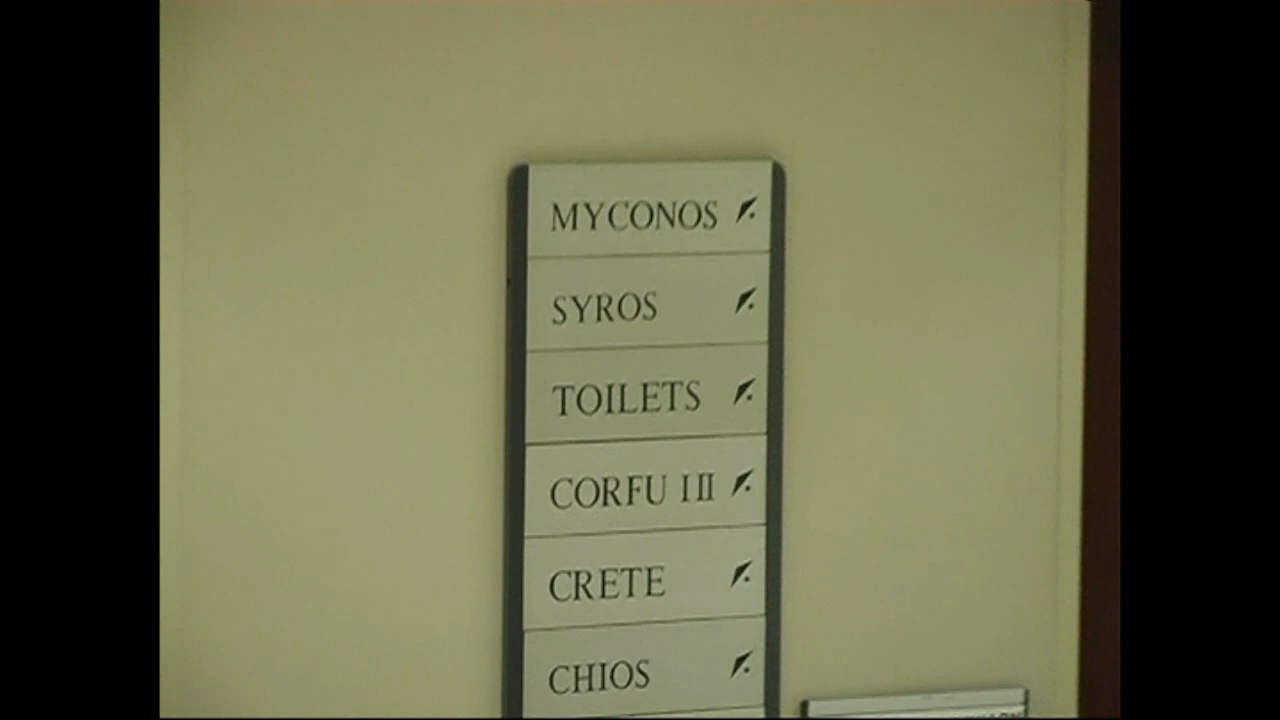 MYCONOS
SYROS
TOILETS
CORFU I II
CRETE
CHIOS